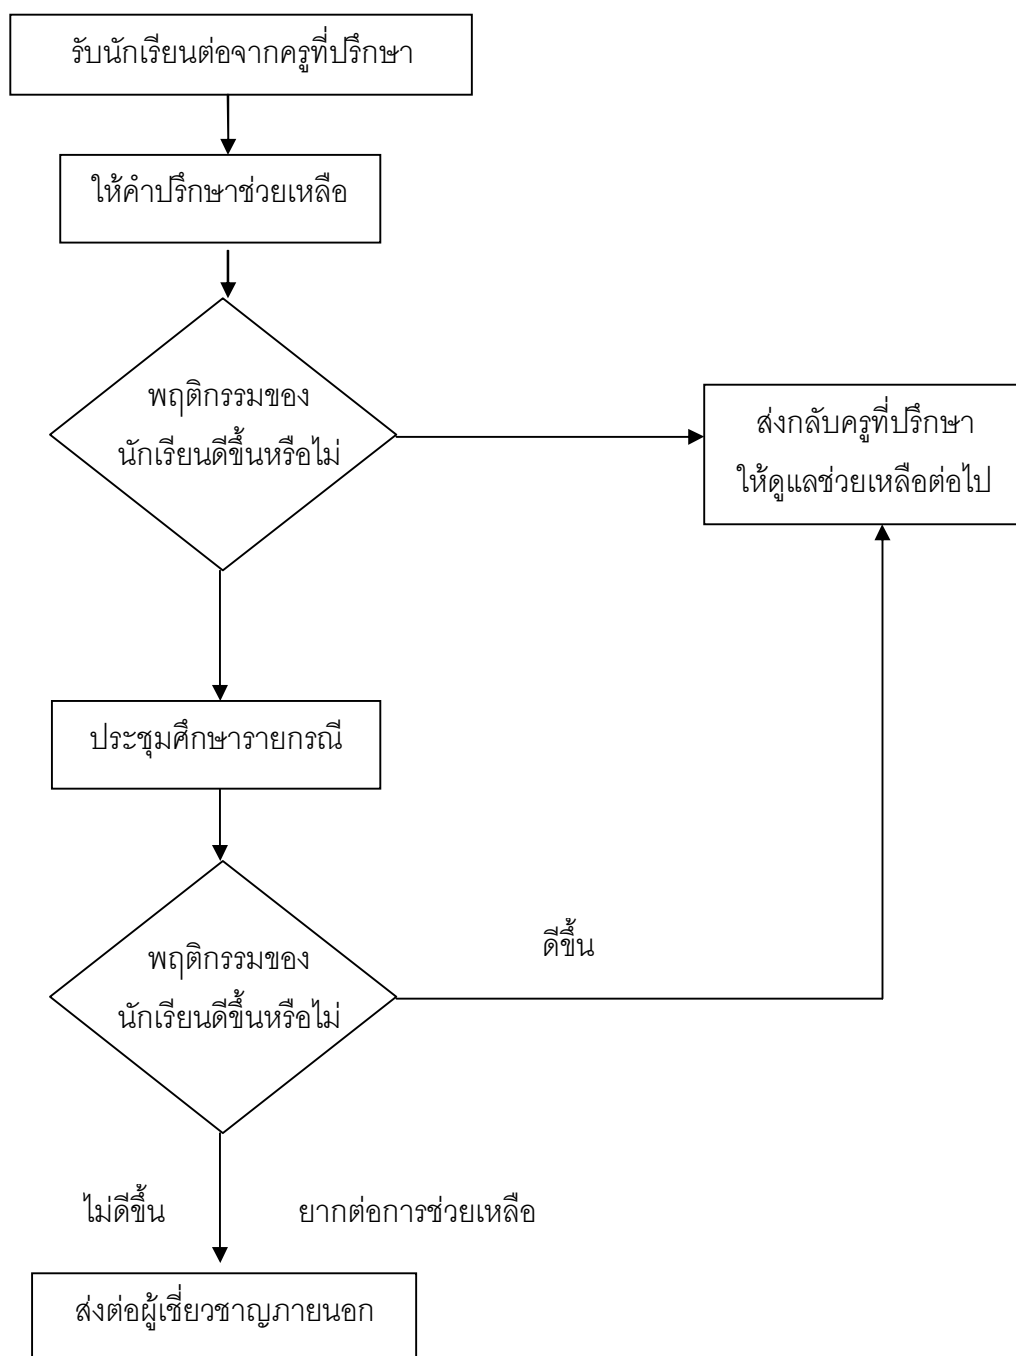 รับนักเรียนต่อจากครูที่ปรึกษา
ให้คำปรึกษาช่วยเหลือ
พฤติกรรมของ
นักเรียนดีขึ้นหรือไม่
ส่งกลับครูที่ปรึกษา
ให้ดูแลช่วยเหลือต่อไป
ประชุมศึกษารายกรณี
พฤติกรรมของ
นักเรียนดีขึ้นหรือไม่
ดีขึ้น
ไม่ดีขึ้น
ยากต่อการช่วยเหลือ
ส่งต่อผู้เชี่ยวชาญภายนอก